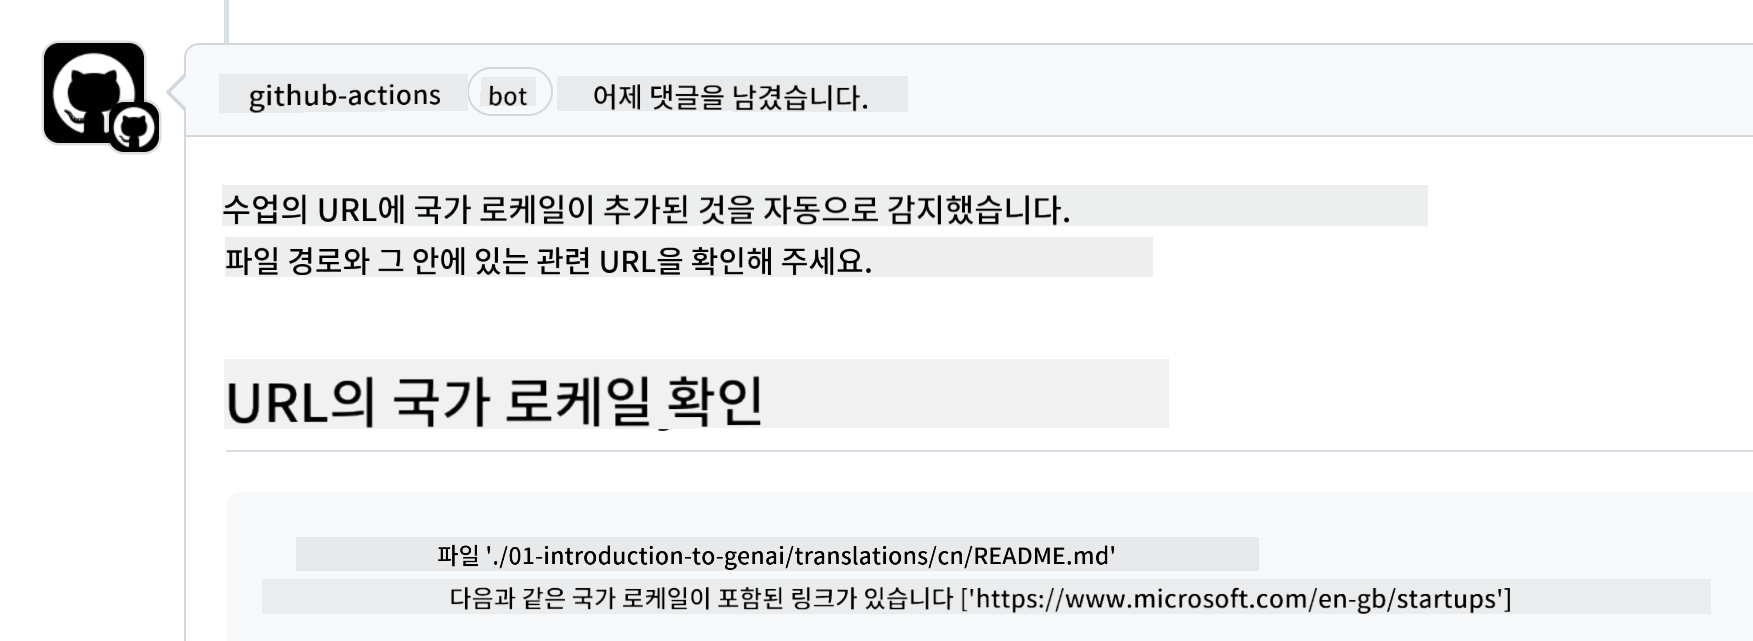 github-actions bot 어제 댓글을 남겼습니다.
수업의 URL에 국가 로케일이 추가된 것을 자동으로 감지했습니다.
파일 경로와 그 안에 있는 관련 URL을 확인해 주세요.
URL의 국가 로케일 확인
파일 './01-introduction-to-genai/translations/cn/README.md'
다음과 같은 국가 로케일이 포함된 링크가 있습니다 ['https://www.microsoft.com/en-gb/startups']